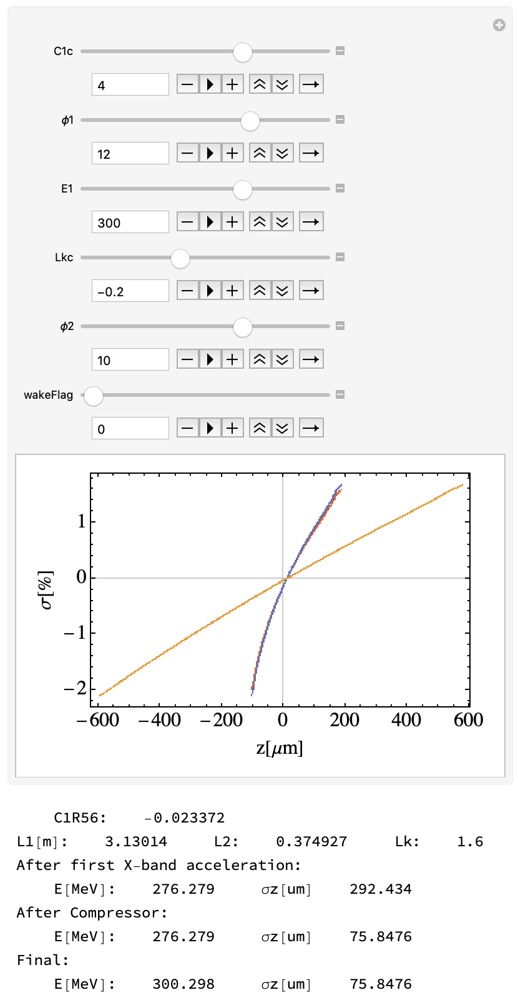 C1c
4
ϕ1
12
E1
300
Lkc
−0.2
ϕ2
10
wakeFlag
0
1
0
−1
−2
σ[%]
−600 −400 −200 0 200 400 600
z[μm]
C1R56: −0.023372
L1[m]: 3.13014 L2: 0.374927 Lk: 1.6
After first X−band acceleration:
E[MeV]: 276.279 σz[um] 292.434
After Compressor:
E[MeV]: 276.279 σz[um] 75.8476
Final:
E[MeV]: 300.298 σz[um] 75.8476